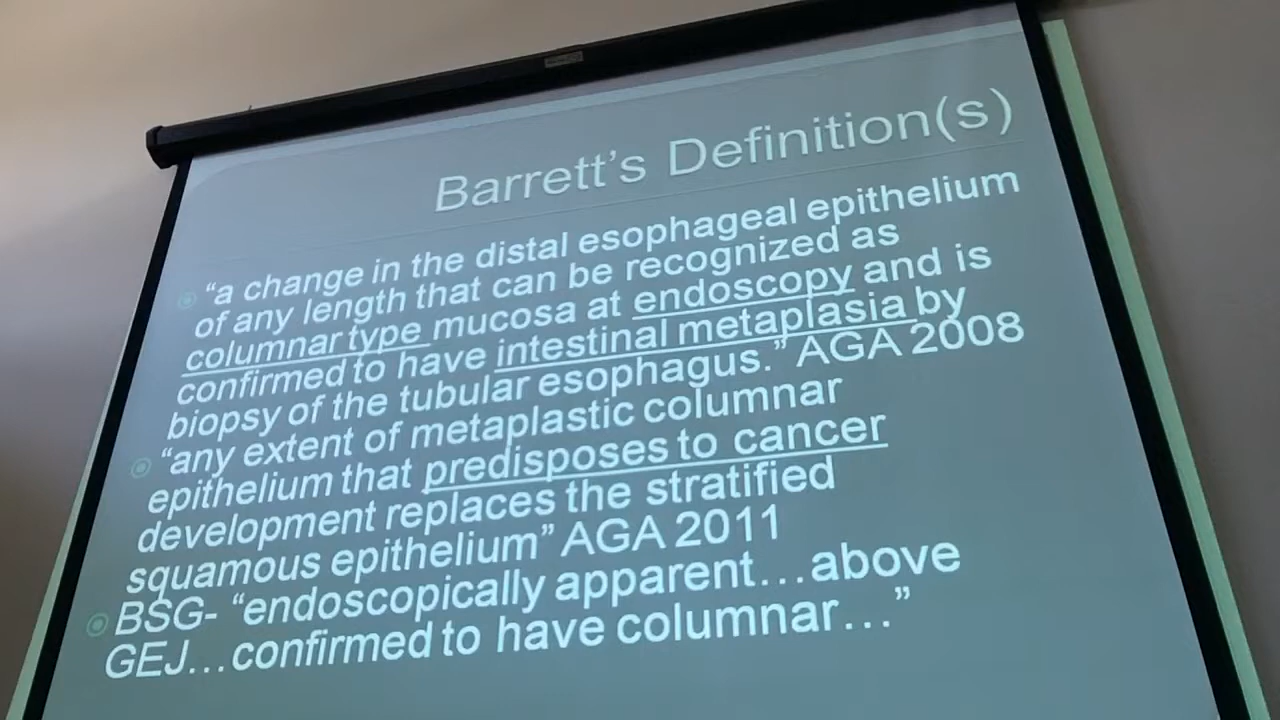 Barrett's Definition(s)
“a change in the distal esophageal epithelium
of any length that can be recognized as
columnar type mucosa at endoscopy and is
confirmed to have intestinal metaplasia by
biopsy of the tubular esophagus.” AGA 2008
“any extent of metaplastic columnar
epithelium that predisposes to cancer
development replaces the stratified
squamous epithelium” AGA 2011
BSG- “endoscopically apparent…above
GEJ…confirmed to have columnar…”